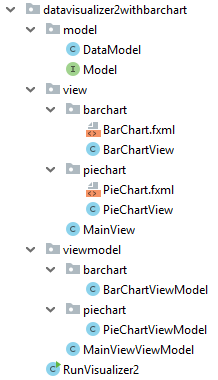 datavisualizer2withbarchart
model
DataModel
Model
view
barchart
BarChart.fxml
BarChartView
piechart
PieChart.fxml
PieChartView
MainView
viewmodel
barchart
BarChartViewModel
piechart
PieChartViewModel
MainViewViewModel
RunVisualizer2